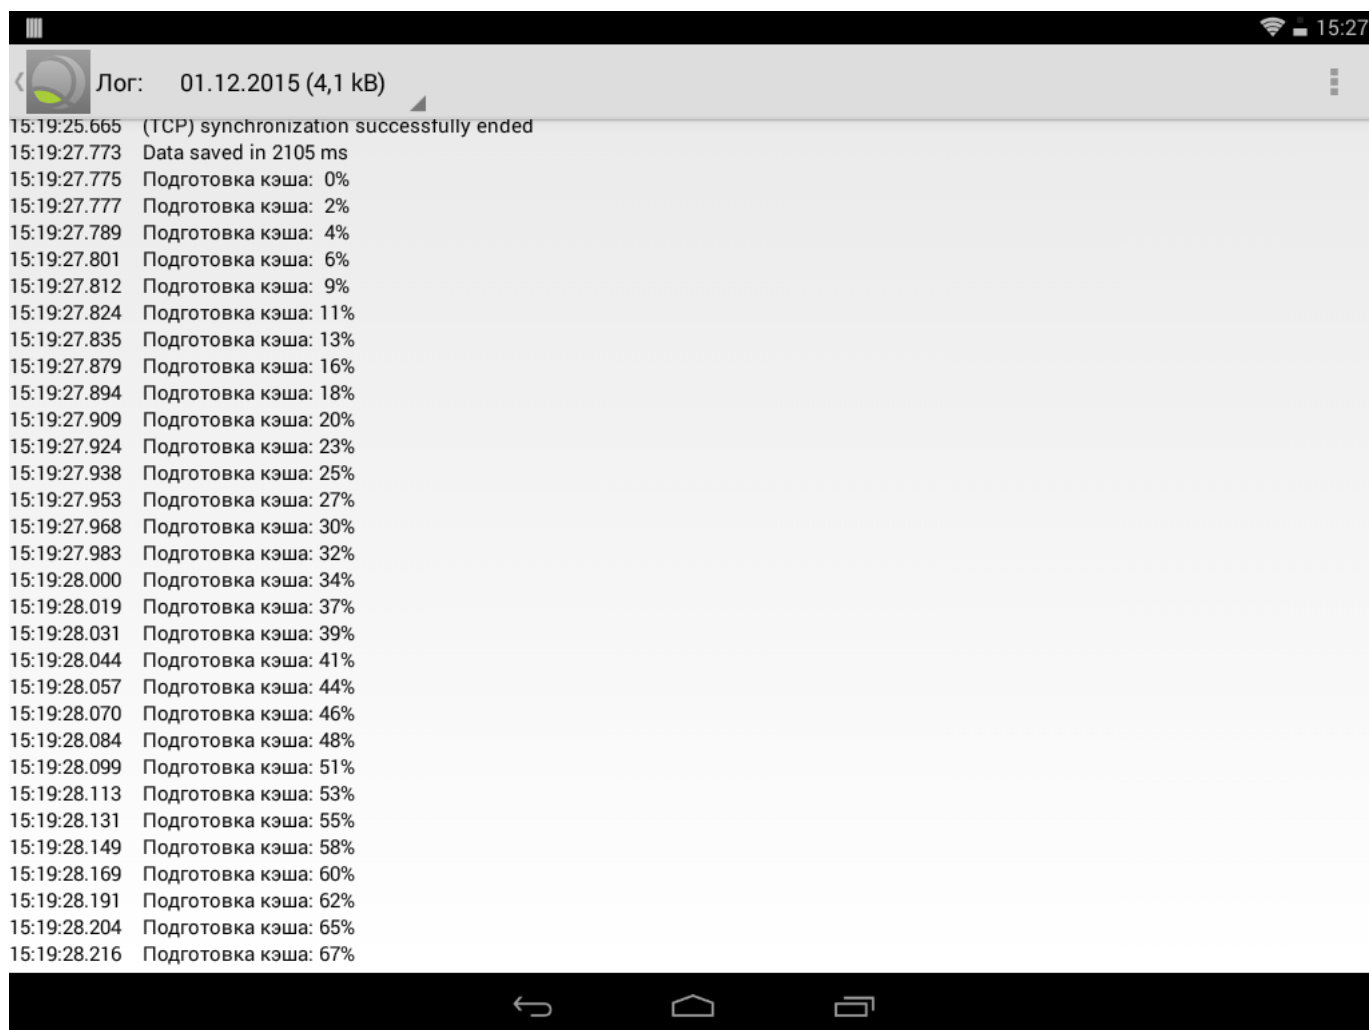 15:27
Лог: 01.12.2015 (4,1 kB)
15:19:25.665 (TCP) synchronization successfully ended
15:19:27.773 Data saved in 2105 ms
15:19:27.775 Подготовка кэша: 0%
15:19:27.777 Подготовка кэша: 2%
15:19:27.789 Подготовка кэша: 4%
15:19:27.801 Подготовка кэша: 6%
15:19:27.812 Подготовка кэша: 9%
15:19:27.824 Подготовка кэша: 11%
15:19:27.835 Подготовка кэша: 13%
15:19:27.879 Подготовка кэша: 16%
15:19:27.894 Подготовка кэша: 18%
15:19:27.909 Подготовка кэша: 20%
15:19:27.924 Подготовка кэша: 23%
15:19:27.938 Подготовка кэша: 25%
15:19:27.953 Подготовка кэша: 27%
15:19:27.968 Подготовка кэша: 30%
15:19:27.983 Подготовка кэша: 32%
15:19:28.000 Подготовка кэша: 34%
15:19:28.019 Подготовка кэша: 37%
15:19:28.031 Подготовка кэша: 39%
15:19:28.044 Подготовка кэша: 41%
15:19:28.057 Подготовка кэша: 44%
15:19:28.070 Подготовка кэша: 46%
15:19:28.084 Подготовка кэша: 48%
15:19:28.099 Подготовка кэша: 51%
15:19:28.113 Подготовка кэша: 53%
15:19:28.131 Подготовка кэша: 55%
15:19:28.149 Подготовка кэша: 58%
15:19:28.169 Подготовка кэша: 60%
15:19:28.191 Подготовка кэша: 62%
15:19:28.204 Подготовка кэша: 65%
15:19:28.216 Подготовка кэша: 67%